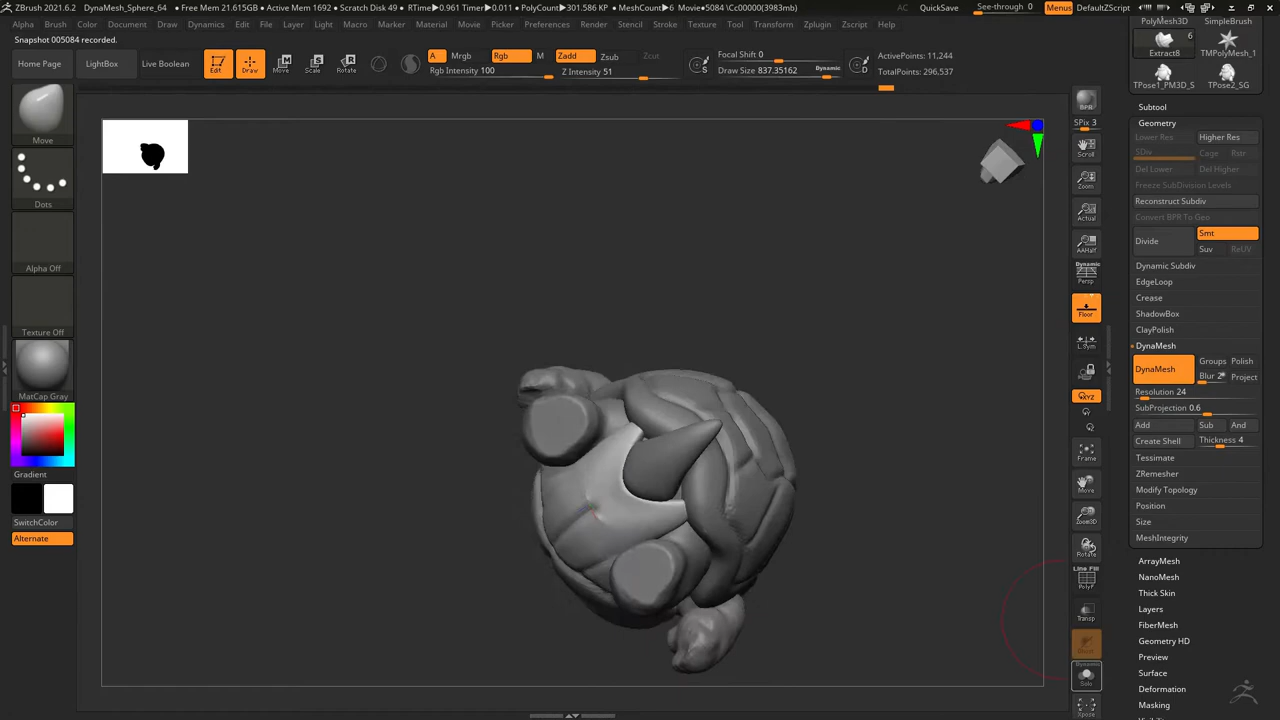 ZBrush 2021.6.2
DynaMesh_Sphere_64
● Free Mem 21.615GB ● Active Mem 1692 ● Scratch Disk 49 ● RTime▶0.961 Timer▶0.011 ● PolyCount▶301.586 KP ● MeshCount▶6 Movie●5084 \Cc00000(3983mb)
AC
QuickSave
See-through 0
Menus
DefaultZScript
Alpha Brush Color Document Draw Dynamics Edit File Layer Light Macro Marker Material Movie Picker Preferences Render Stencil Stroke Texture Tool Transform Zplugin Zscript Help
Snapshot 005084 recorded.
Home Page
LightBox
Live Boolean
Edit
Draw
Move
Scale
Rotate
A
Mrgb
Rgb
M
Rgb Intensity 100
Zadd
Zsub
Zcut
Z Intensity 51
S
Focal Shift 0
Draw Size 837.35162
Dynamic
D
ActivePoints: 11,244
TotalPoints: 296,537
Move
Dots
Alpha Off
Texture Off
MatCap Gray
Gradient
SwitchColor
Alternate
BPR
SPix 3
Scroll
Zoom
Actual
AAHalf
Dynamic
Persp
Floor
L.Sym
XYZ
Frame
Move
Zoom3D
Rotate
Line Fill
PolyF
Transp
Dynamic
Solo
Xpose
PolyMesh3D
SimpleBrush
6
Extract8
TMPolyMesh_1
TPose1_PM3D_S
TPose2_SG
Subtool
Geometry
Lower Res
Higher Res
SDiv
Cage
Rstr
Del Lower
Del Higher
Freeze SubDivision Levels
Reconstruct Subdiv
Convert BPR To Geo
Divide
Smt
Suv
ReUV
Dynamic Subdiv
EdgeLoop
Crease
ShadowBox
ClayPolish
DynaMesh
DynaMesh
Groups
Polish
Blur 2
Project
Resolution 24
SubProjection 0.6
Add
Sub
And
Create Shell
Thickness 4
Tessimate
ZRemesher
Modify Topology
Position
Size
MeshIntegrity
ArrayMesh
NanoMesh
Thick Skin
Layers
FiberMesh
Geometry HD
Preview
Surface
Deformation
Masking